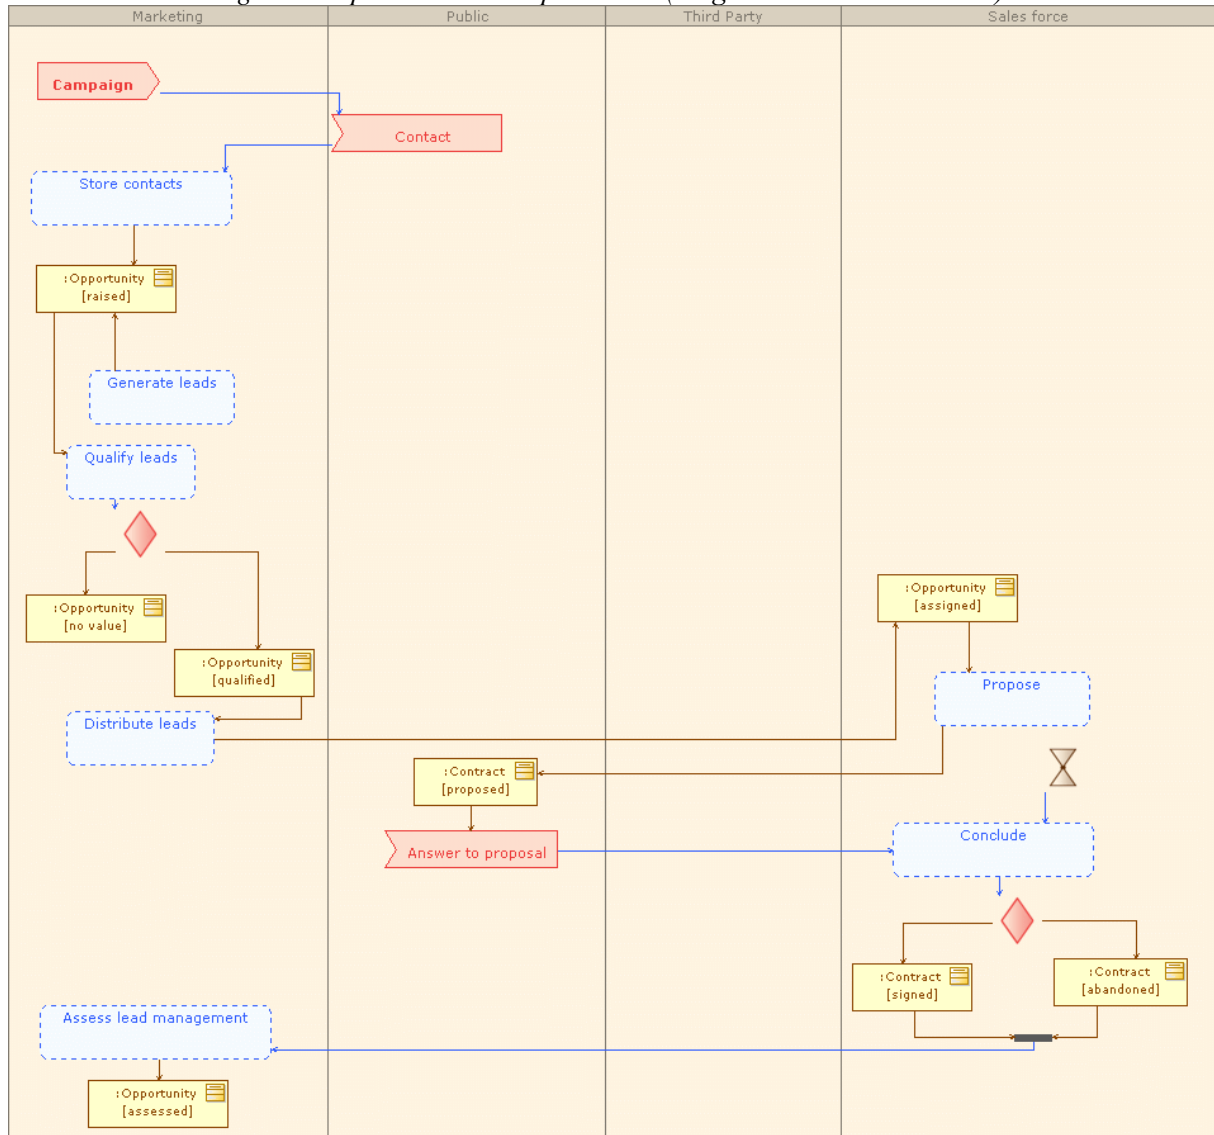 Marketing
Public
Third Party
Sales force
Campaign
Contact
Store contacts
:Opportunity
[raised]
Generate leads
Qualify leads
:Opportunity
[no value]
:Opportunity
[qualified]
Distribute leads
:Opportunity
[assigned]
Propose
:Contract
[proposed]
Answer to proposal
Conclude
:Contract
[signed]
:Contract
[abandoned]
Assess lead management
:Opportunity
[assessed]